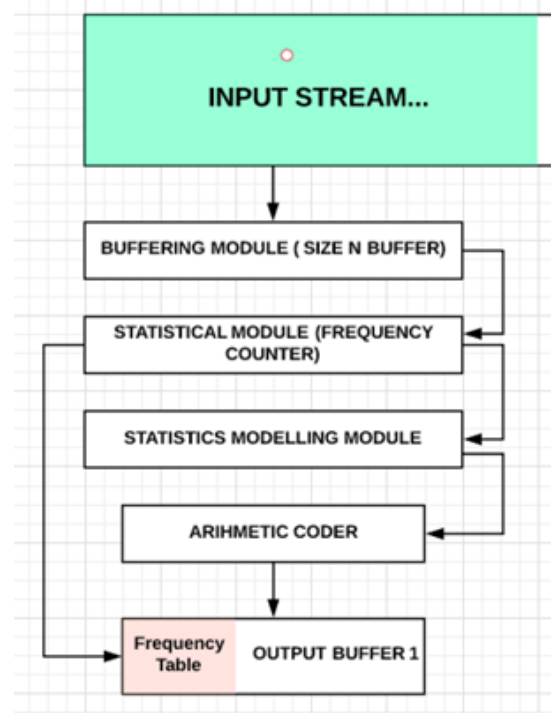 INPUT STREAM...
BUFFERING MODULE ( SIZE N BUFFER)
STATISTICAL MODULE (FREQUENCY
COUNTER)
STATISTICS MODELLING MODULE
ARIHMETIC CODER
Frequency
Table
OUTPUT BUFFER 1